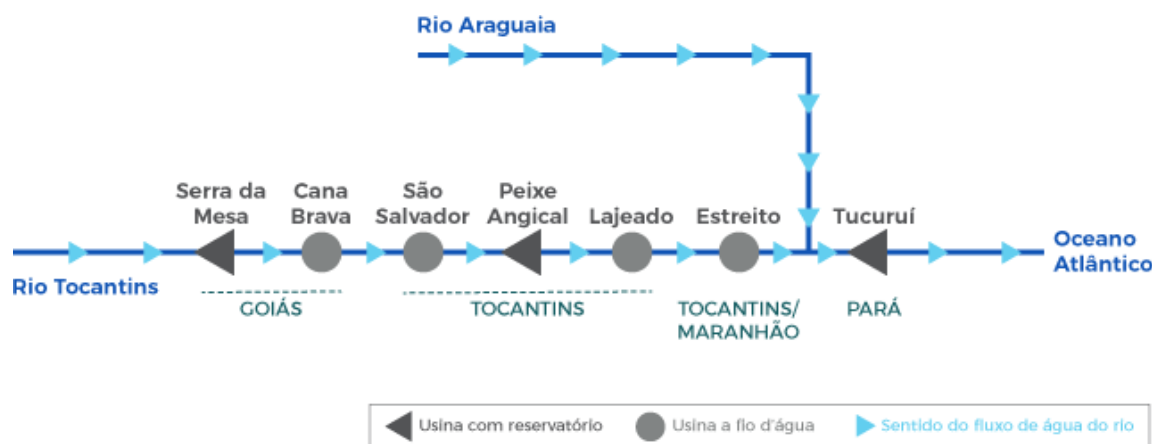 Rio Araguaia
Serra da
Mesa
Cana
Brava
São
Salvador
Peixe
Angical
Lajeado
Estreito
Tucuruí
Oceano
Atlântico
Rio Tocantins
GOIÁS
TOCANTINS
TOCANTINS/
MARANHÃO
PARÁ
Usina com reservatório
Usina a fio d'água
Sentido do fluxo de água do rio